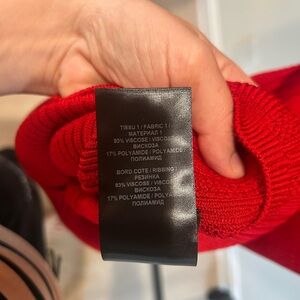 TISSU 1 / FABRIC 1 /
МАТЕРИАЛ 1
83% VISCOSE / VISCOSE
ВИСКОЗА
17% POLYAMIDE / POLYAMIDE
ПОЛИАМИД
BORD COTE / RIBBING /
РЕЗИНКА
83% VISCOSE / VISCOSE
ВИСКОЗА
17% POLYAMIDE / POLYAMIDE
ПОЛИАМИД